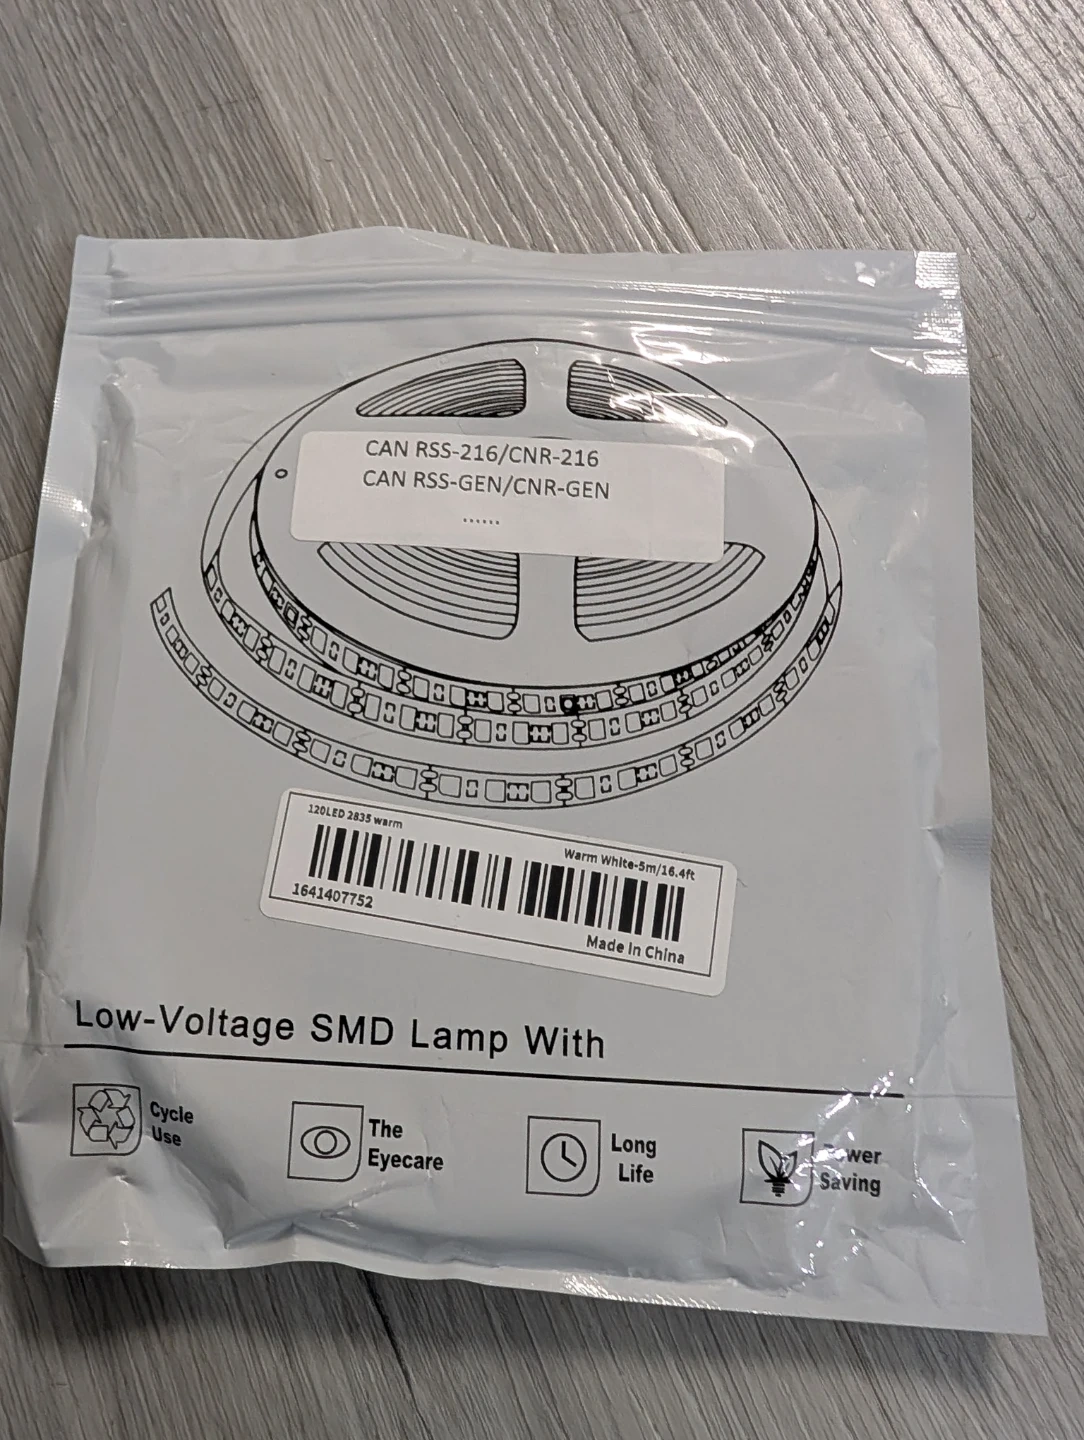 CAN RSS-216/CNR-216
CAN RSS-GEN/CNR-GEN
......
120LED 2835 warm
Warm White-5m/16.4ft
1641407752
Made In China
Low-Voltage SMD Lamp With
Cycle
Use
The
Eyecare
Long
Life
Power
Saving